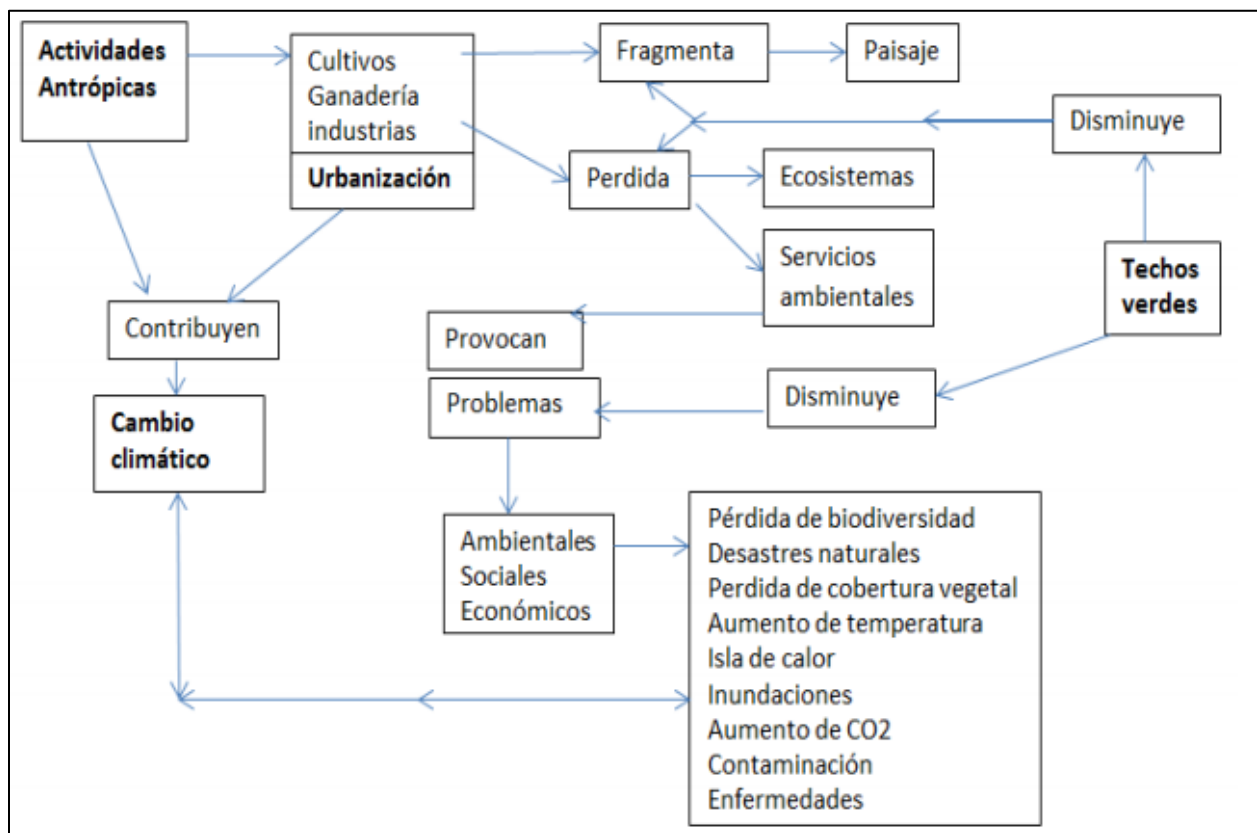 Actividades
Antrópicas
Cultivos
Ganadería
industrias
Urbanización
Fragmenta
Paisaje
Disminuye
Perdida
Ecosistemas
Servicios
ambientales
Techos
verdes
Contribuyen
Provocan
Problemas
Disminuye
Cambio
climático
Ambientales
Sociales
Económicos
Pérdida de biodiversidad
Desastres naturales
Perdida de cobertura vegetal
Aumento de temperatura
Isla de calor
Inundaciones
Aumento de CO2
Contaminación
Enfermedades